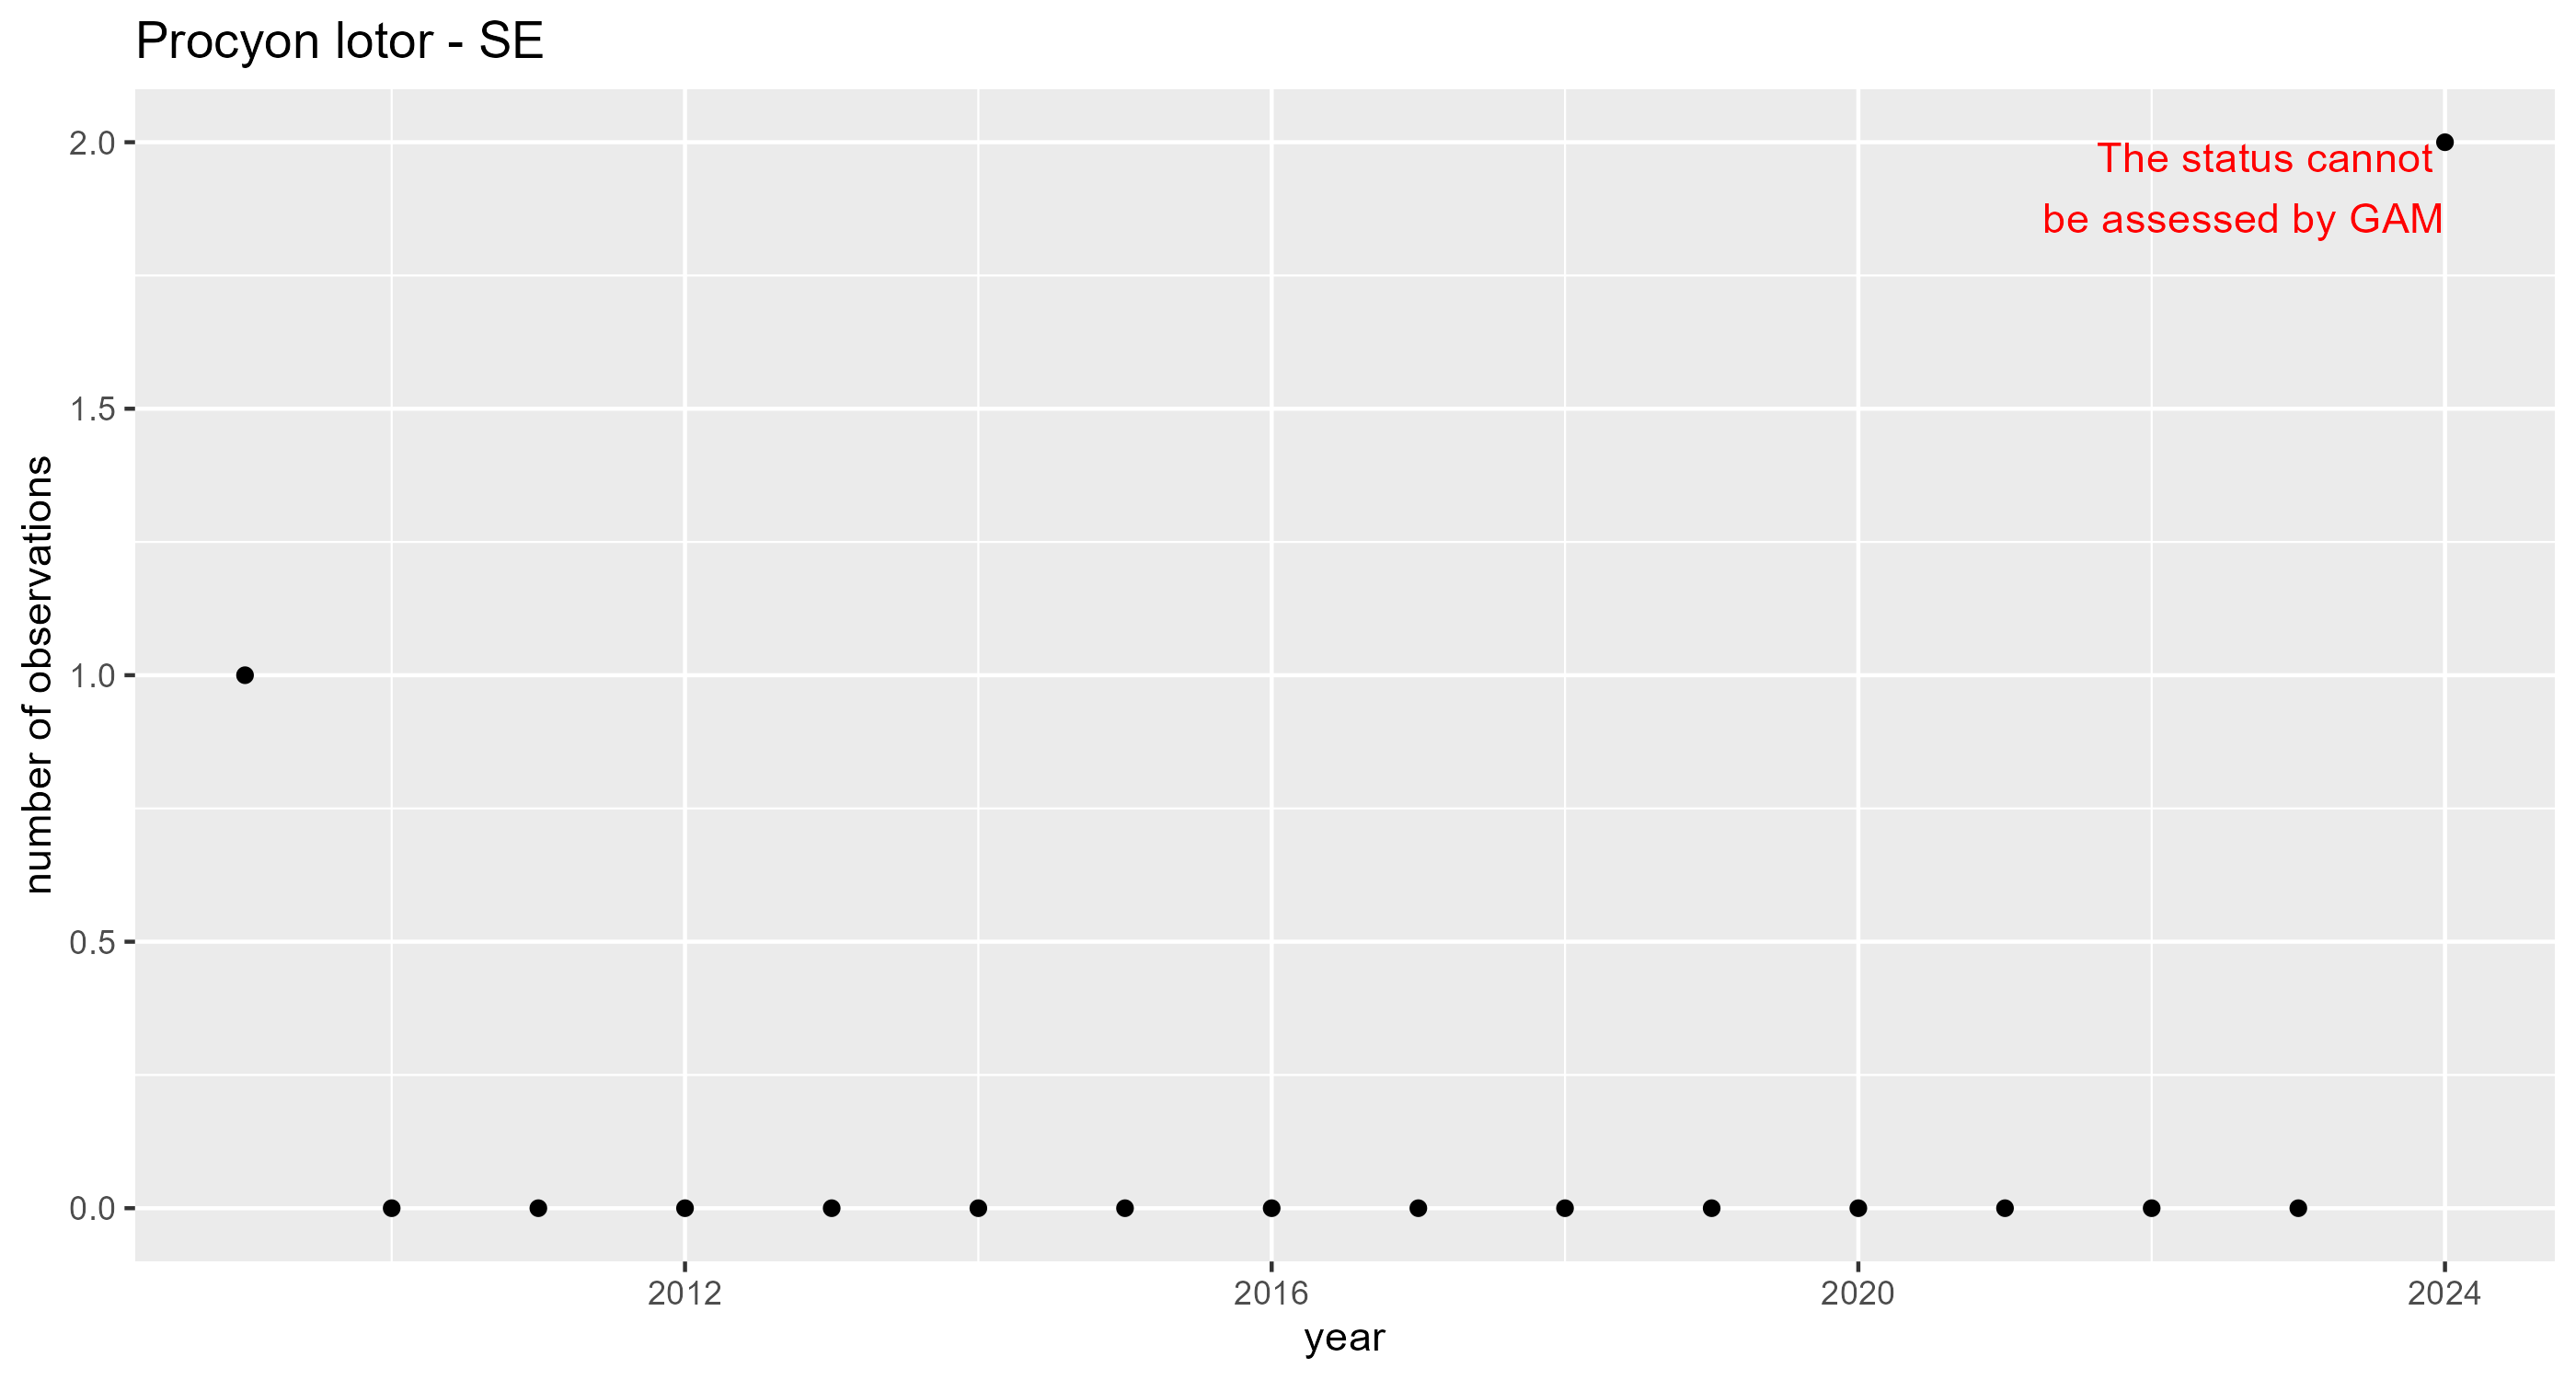 Procyon lotor - SE
2.0
The status cannot
be assessed by GAM
1.5
number of observations
1.0
0.5
0.0
2012
2016
2020
2024
year